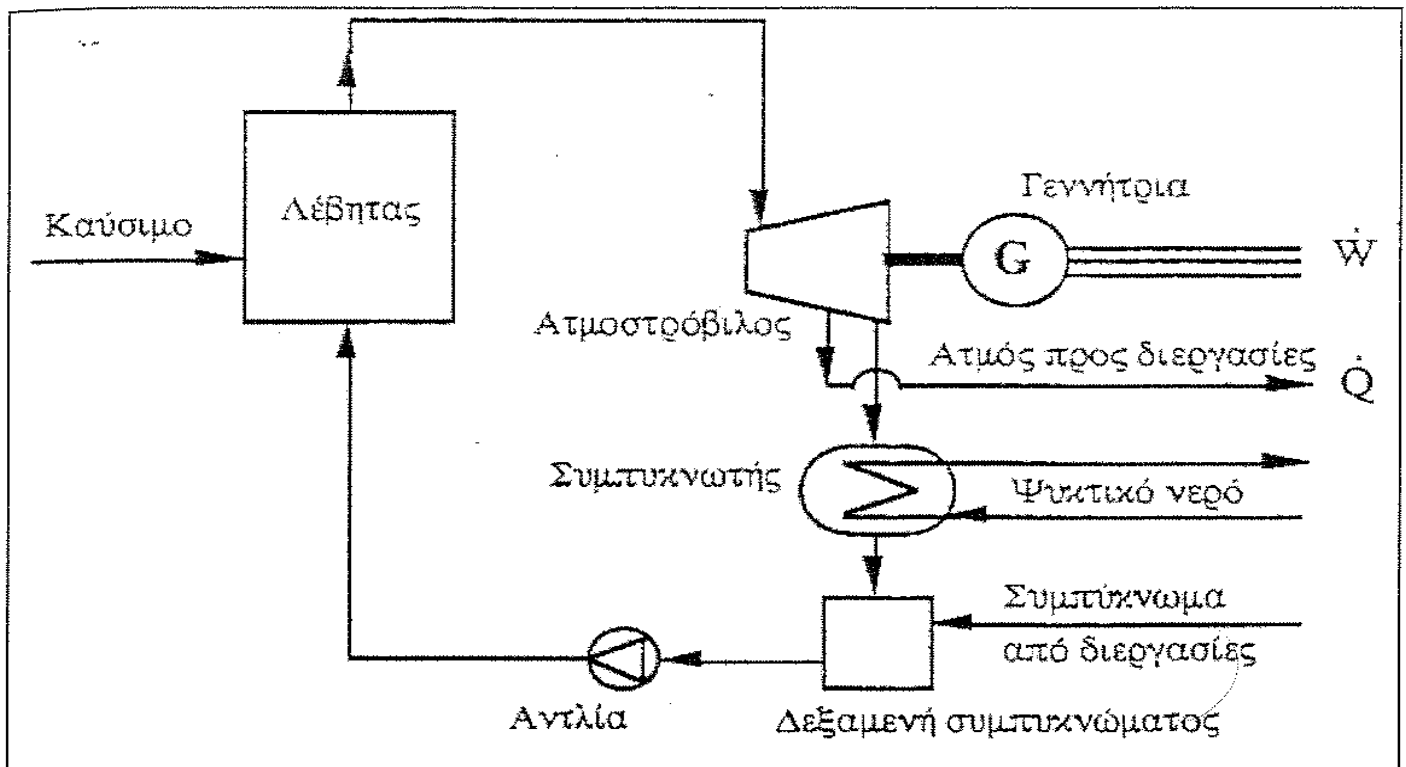 Γεννήτρια
Λέβητας
Καύσιμο
G
Ẇ
Ατμοστρόβιλος
Ατμός προς διεργασίες
Q̇
Συμπυκνωτής
Ψυκτικό νερό
Συμπύκνωμα
από διεργασίες
Αντλία
Δεξαμενή συμπυκνώματος